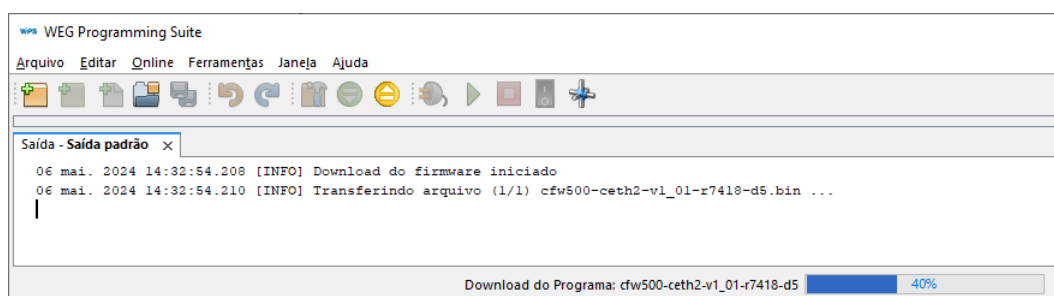 WPS WEG Programming Suite
Arquivo Editar Online Ferramentas Janela Ajuda
Saída - Saída padrão x
06 mai. 2024 14:32:54.208 [INFO] Download do firmware iniciado
06 mai. 2024 14:32:54.210 [INFO] Transferindo arquivo (1/1) cfw500-ceth2-v1_01-r7418-d5.bin ...
Download do Programa: cfw500-ceth2-v1_01-r7418-d5 40%